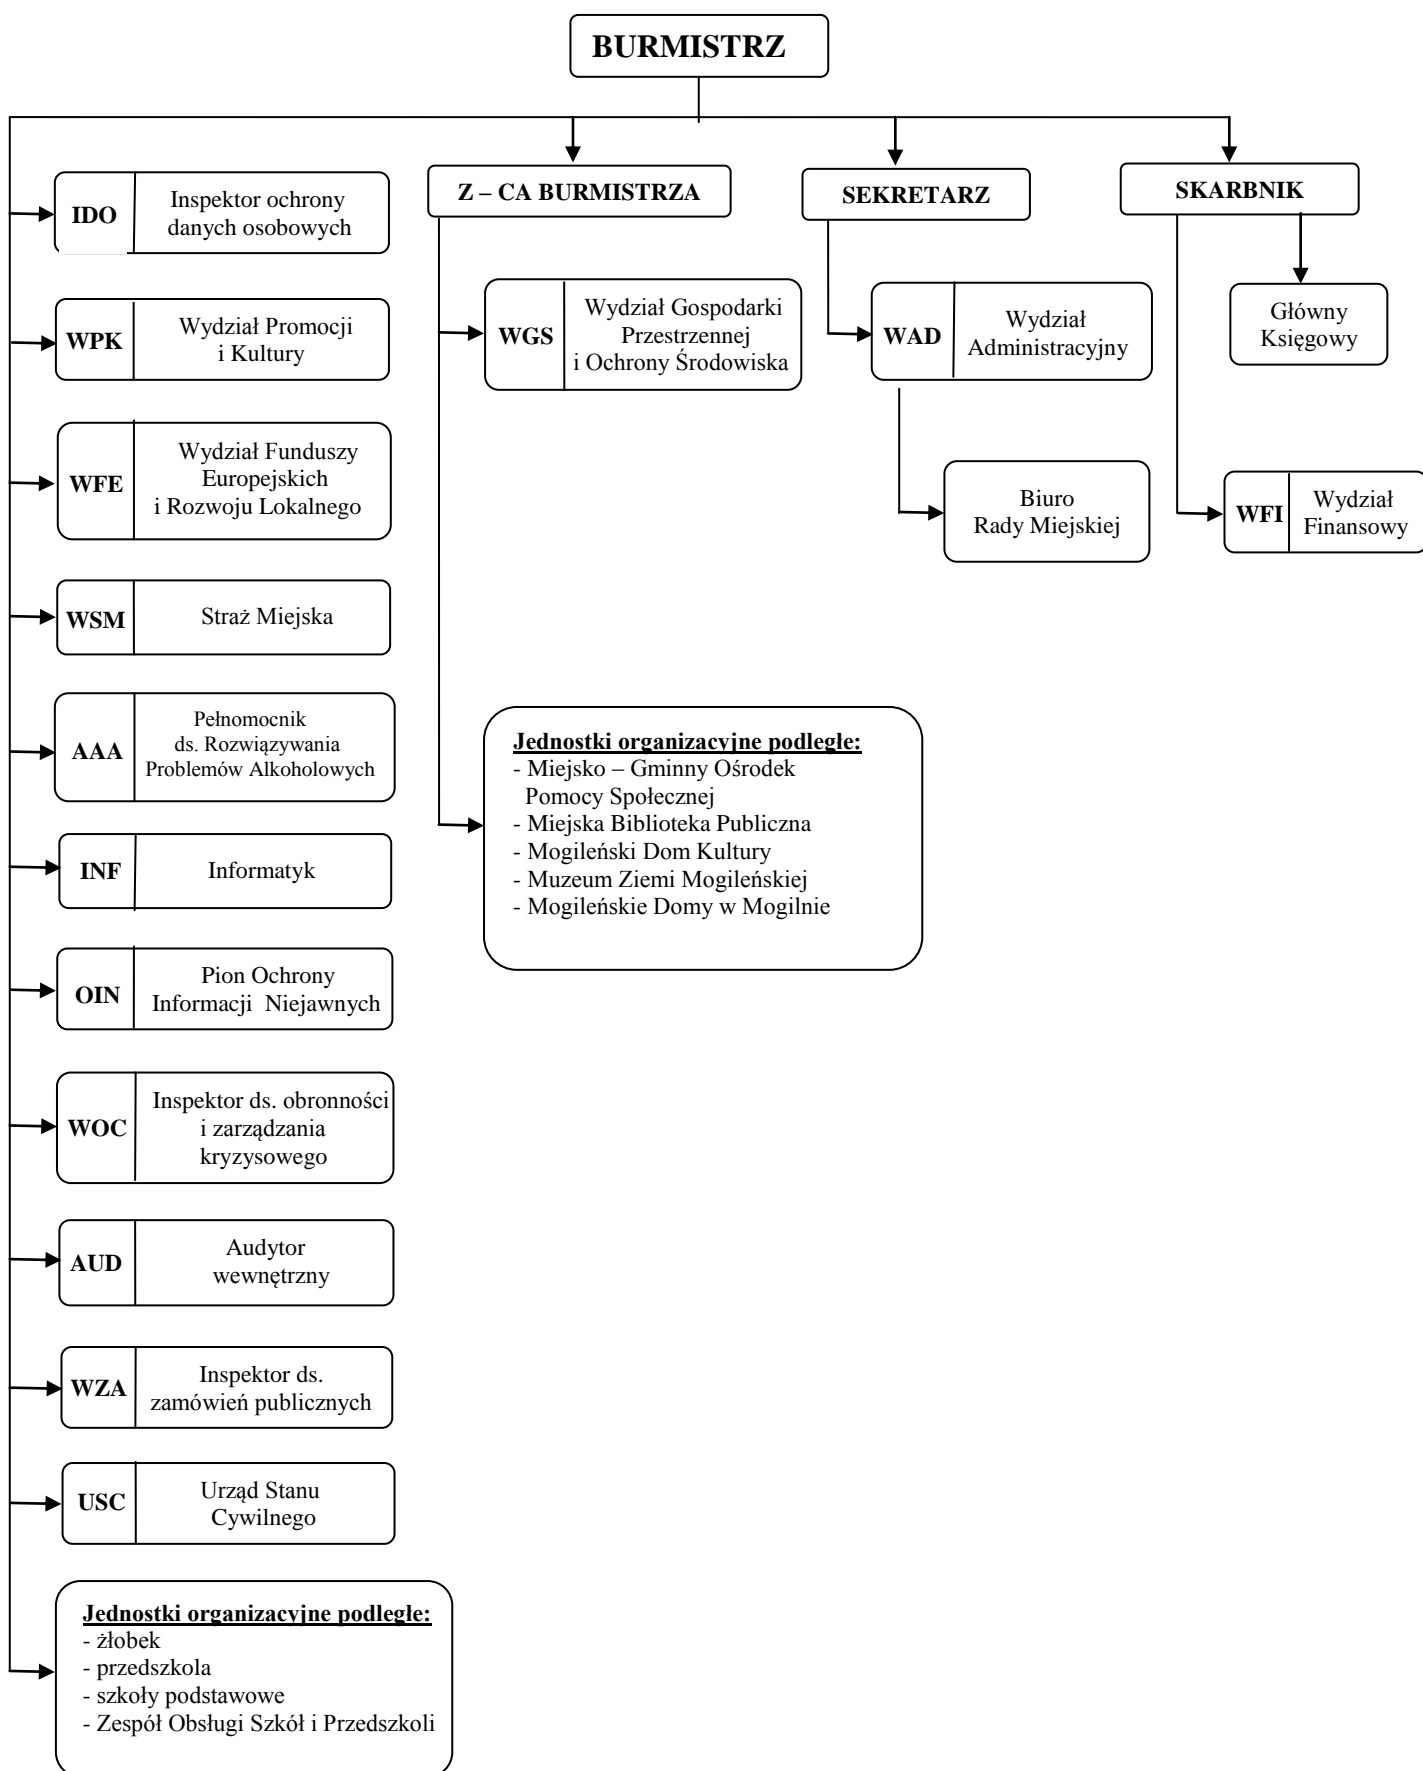 BURMISTRZ
Z – CA BURMISTRZA
SEKRETARZ
SKARBNIK
IDO
Inspektor ochrony
danych osobowych
WPK
Wydział Promocji
i Kultury
WFE
Wydział Funduszy
Europejskich
i Rozwoju Lokalnego
WSM
Straż Miejska
AAA
Pełnomocnik
ds. Rozwiązywania
Problemów Alkoholowych
INF
Informatyk
OIN
Pion Ochrony
Informacji Niejawnych
WOC
Inspektor ds. obronności
i zarządzania
kryzysowego
AUD
Audytor
wewnętrzny
WZA
Inspektor ds.
zamówień publicznych
USC
Urząd Stanu
Cywilnego
Jednostki organizacyjne podległe:
- żłobek
- przedszkola
- szkoły podstawowe
- Zespół Obsługi Szkół i Przedszkoli
WGS
Wydział Gospodarki
Przestrzennej
i Ochrony Środowiska
Jednostki organizacyjne podległe:
- Miejsko – Gminny Ośrodek
Pomocy Społecznej
- Miejska Biblioteka Publiczna
- Mogileński Dom Kultury
- Muzeum Ziemi Mogileńskiej
- Mogileńskie Domy w Mogilnie
WAD
Wydział
Administracyjny
Biuro
Rady Miejskiej
Główny
Księgowy
WFI
Wydział
Finansowy